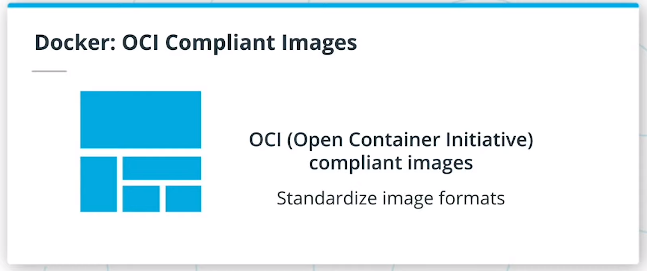 Docker: OCI Compliant Images
OCI (Open Container Initiative)
compliant images
Standardize image formats